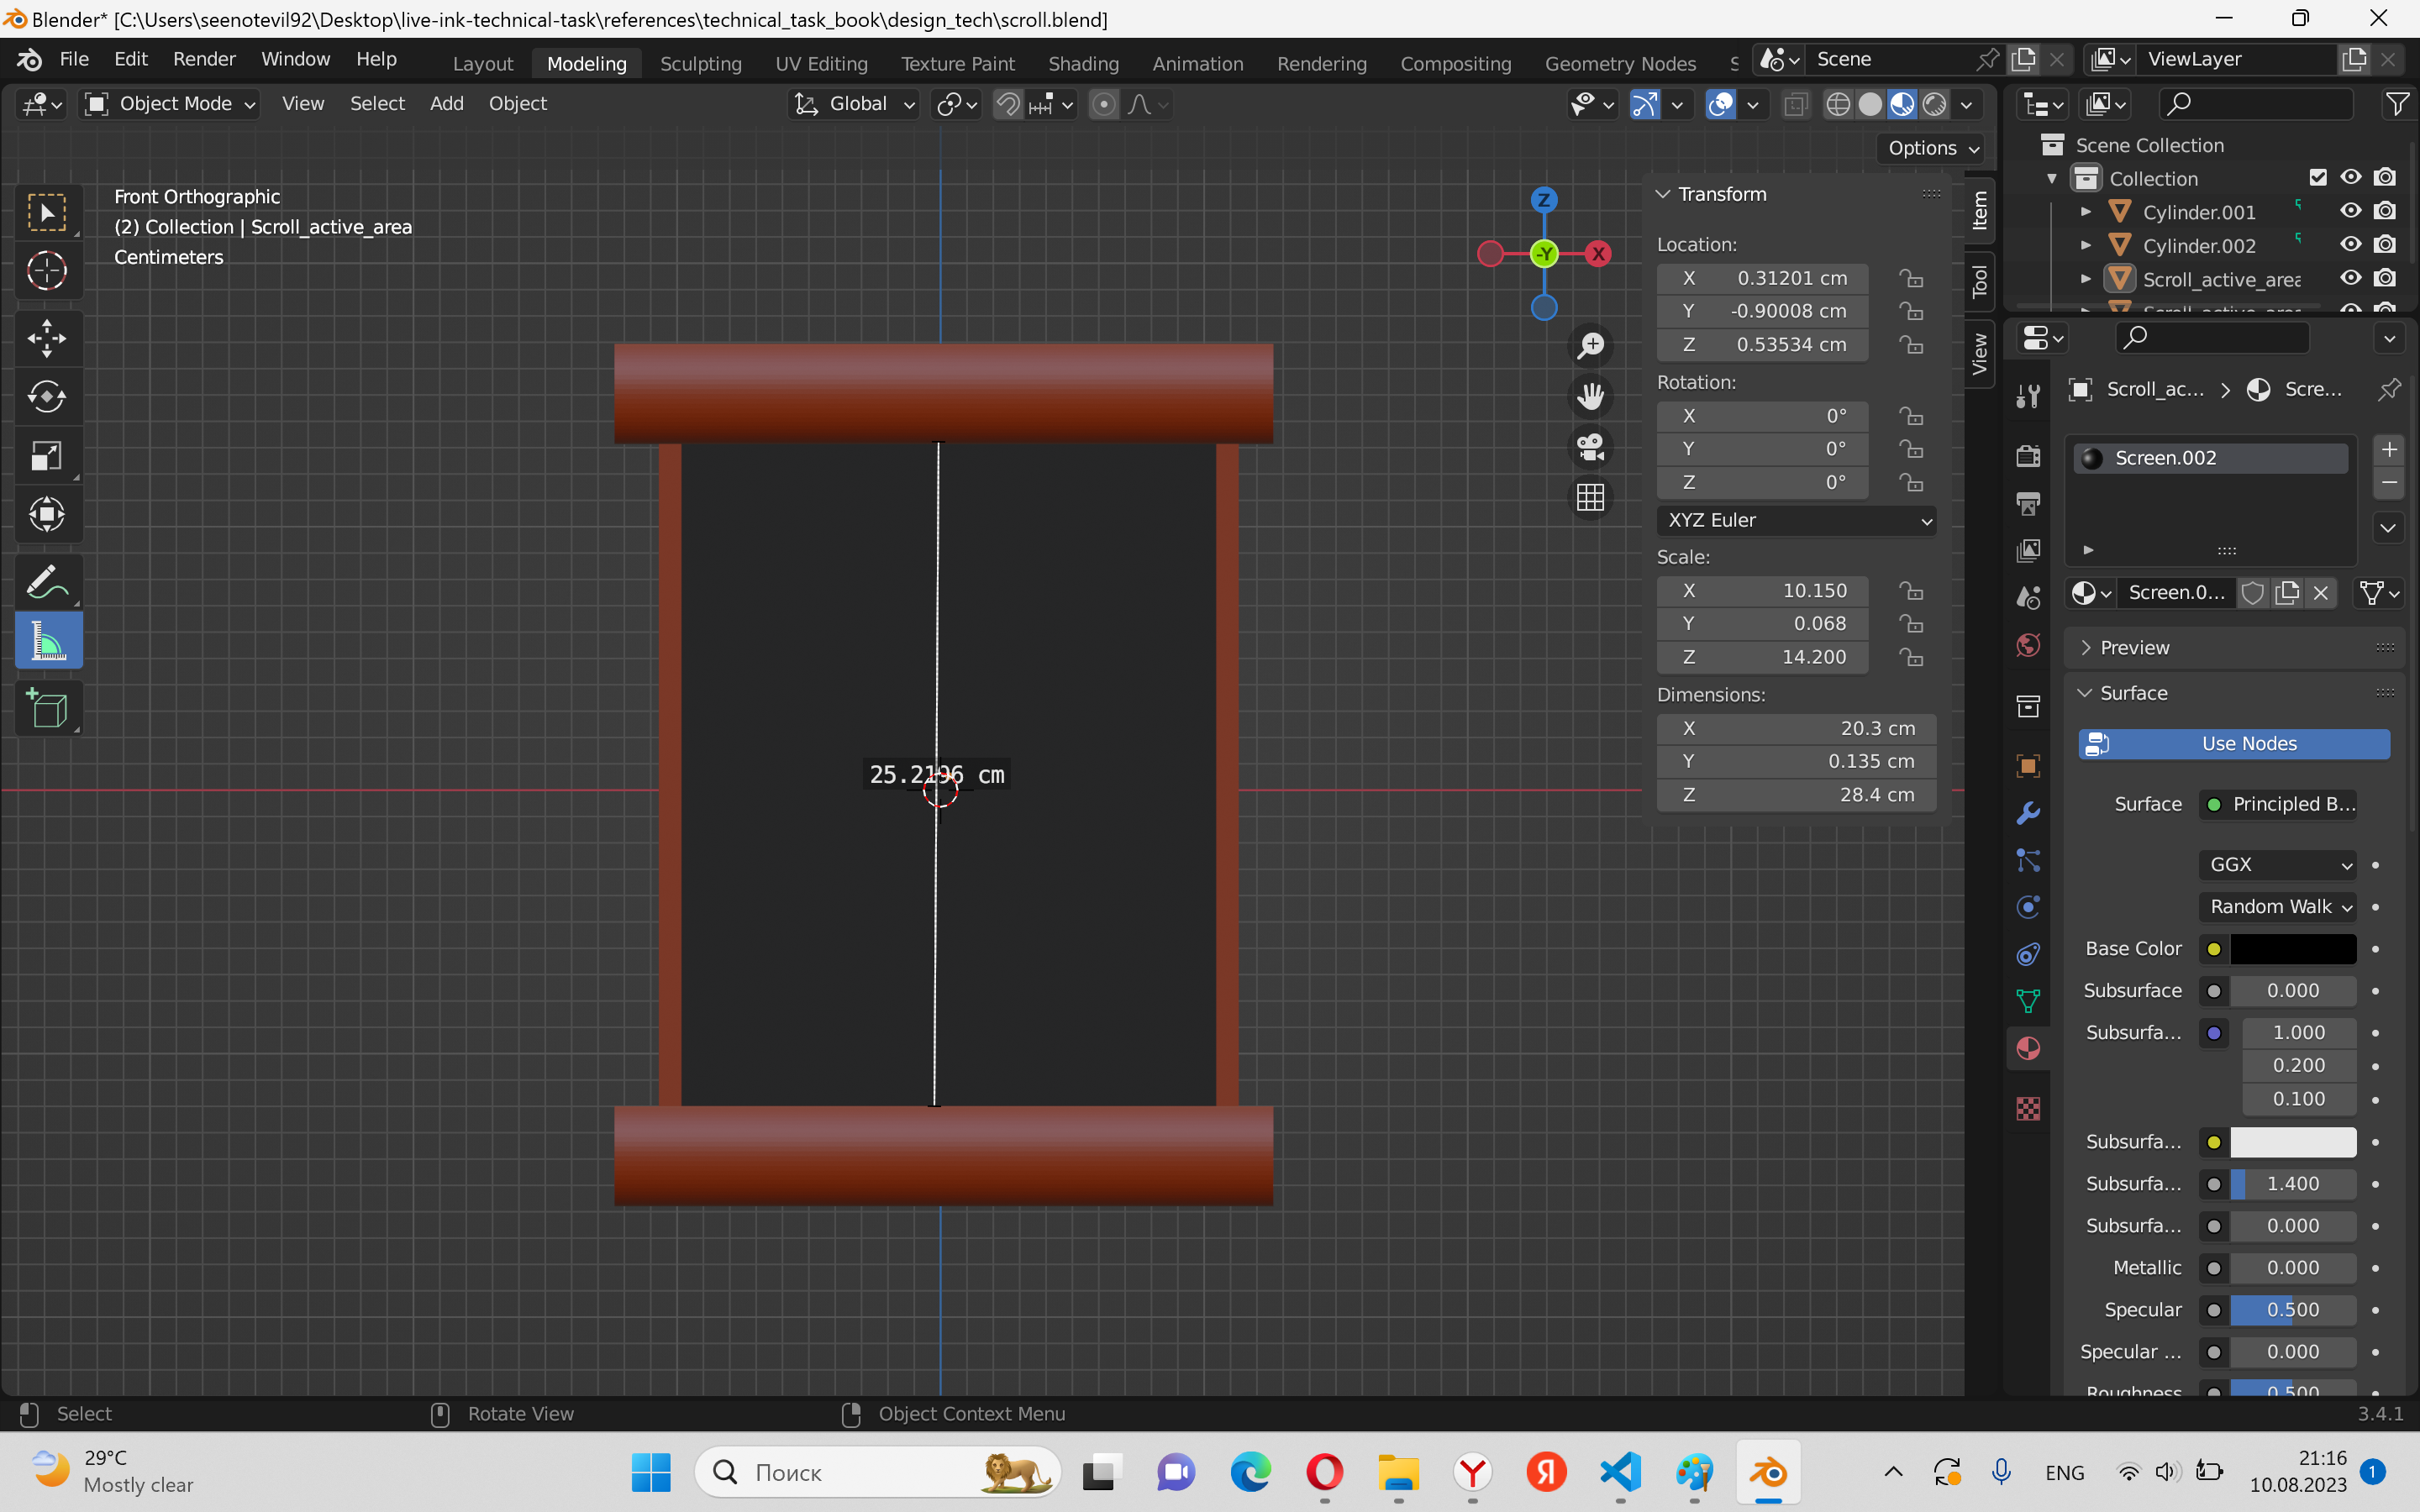 Blender* [C:\Users\seenotevil92\Desktop\live-ink-technical-task\references\technical_task_book\design_tech\scroll.blend]
File Edit Render Window Help
Layout Modeling Sculpting UV Editing Texture Paint Shading Animation Rendering Compositing Geometry Nodes
Scene
ViewLayer
Object Mode View Select Add Object
Global
Options
Front Orthographic
(2) Collection | Scroll_active_area
Centimeters
Z
-Y
X
25.2196 cm
Transform
Location:
X 0.31201 cm
Y -0.90008 cm
Z 0.53534 cm
Rotation:
X 0°
Y 0°
Z 0°
XYZ Euler
Scale:
X 10.150
Y 0.068
Z 14.200
Dimensions:
X 20.3 cm
Y 0.135 cm
Z 28.4 cm
Item
Tool
View
Scene Collection
Collection
Cylinder.001
Cylinder.002
Scroll_active_area
Scroll_ac... Scre...
Screen.002
Screen.0...
Preview
Surface
Use Nodes
Surface Principled B...
GGX
Random Walk
Base Color
Subsurface 0.000
Subsurfa... 1.000
0.200
0.100
Subsurfa...
Subsurfa... 1.400
Subsurfa... 0.000
Metallic 0.000
Specular 0.500
Specular ... 0.000
Roughness 0.500
Select Rotate View Object Context Menu 3.4.1
29°C
Mostly clear
Поиск
ENG
21:16
10.08.2023
1